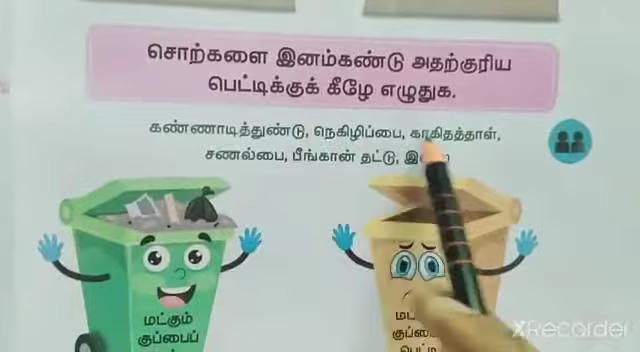 சொற்களை இனம்கண்டு அதற்குரிய
பெட்டிக்குக் கீழே எழுதுக.
கண்ணாடித்துண்டு, நெகிழிப்பை, காகிதத்தாள்,
சணல்பை, பீங்கான் தட்டு,
மட்கும்
குப்பைப்
XRecorder